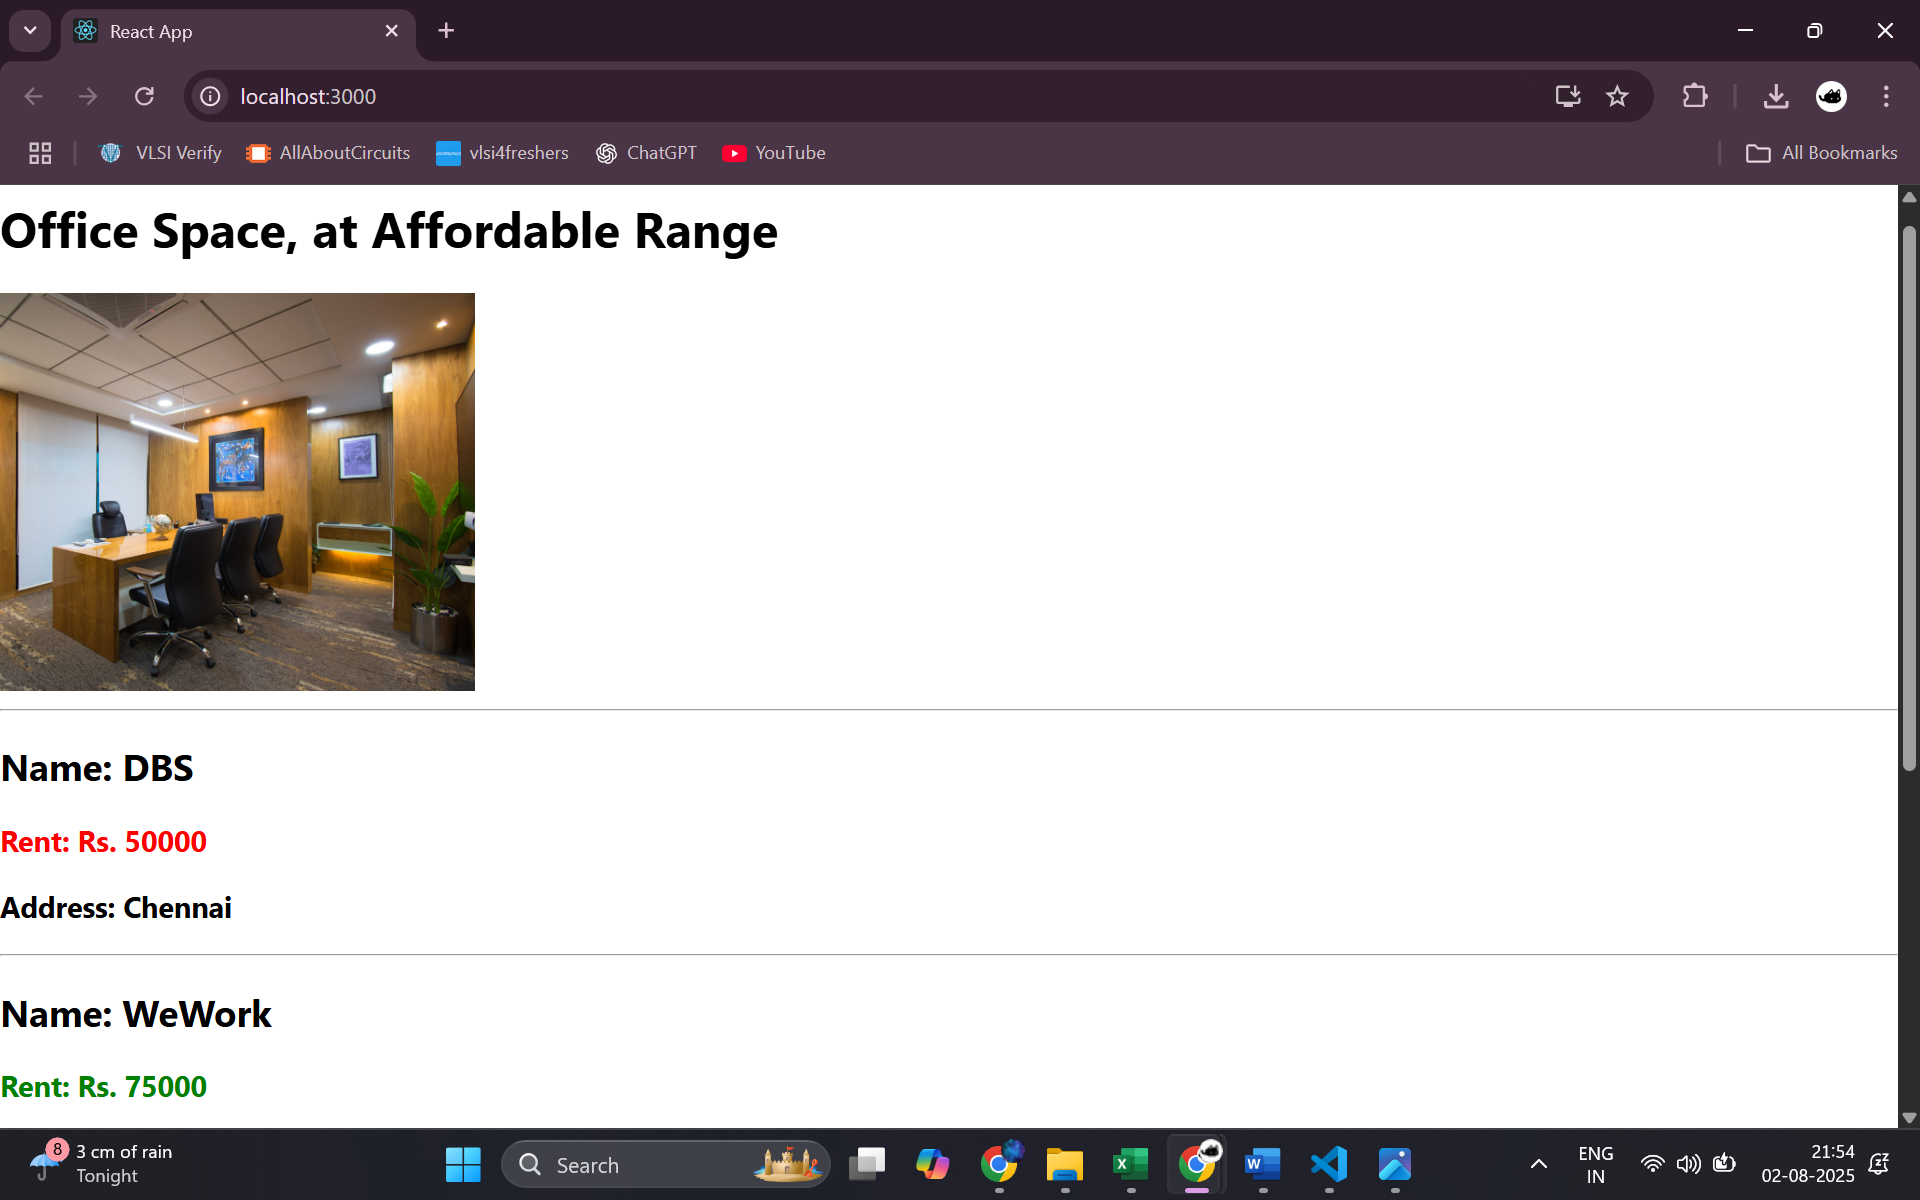 React App
localhost:3000
VLSI Verify
AllAboutCircuits
vlsi4freshers
ChatGPT
YouTube
All Bookmarks
Office Space, at Affordable Range
Name: DBS
Rent: Rs. 50000
Address: Chennai
Name: WeWork
Rent: Rs. 75000
8
3 cm of rain
Tonight
Search
ENG
IN
21:54
02-08-2025